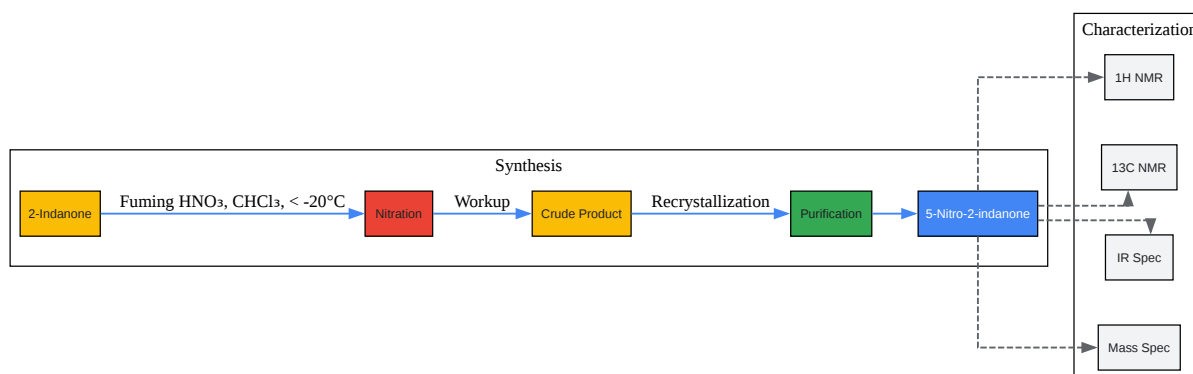 Characterization
1H NMR
Synthesis
13C NMR
2-Indanone
Fuming HNO₃, CHCl₃, < -20°C
Nitration
Workup
Crude Product
Recrystallization
Purification
5-Nitro-2-indanone
IR Spec
Mass Spec